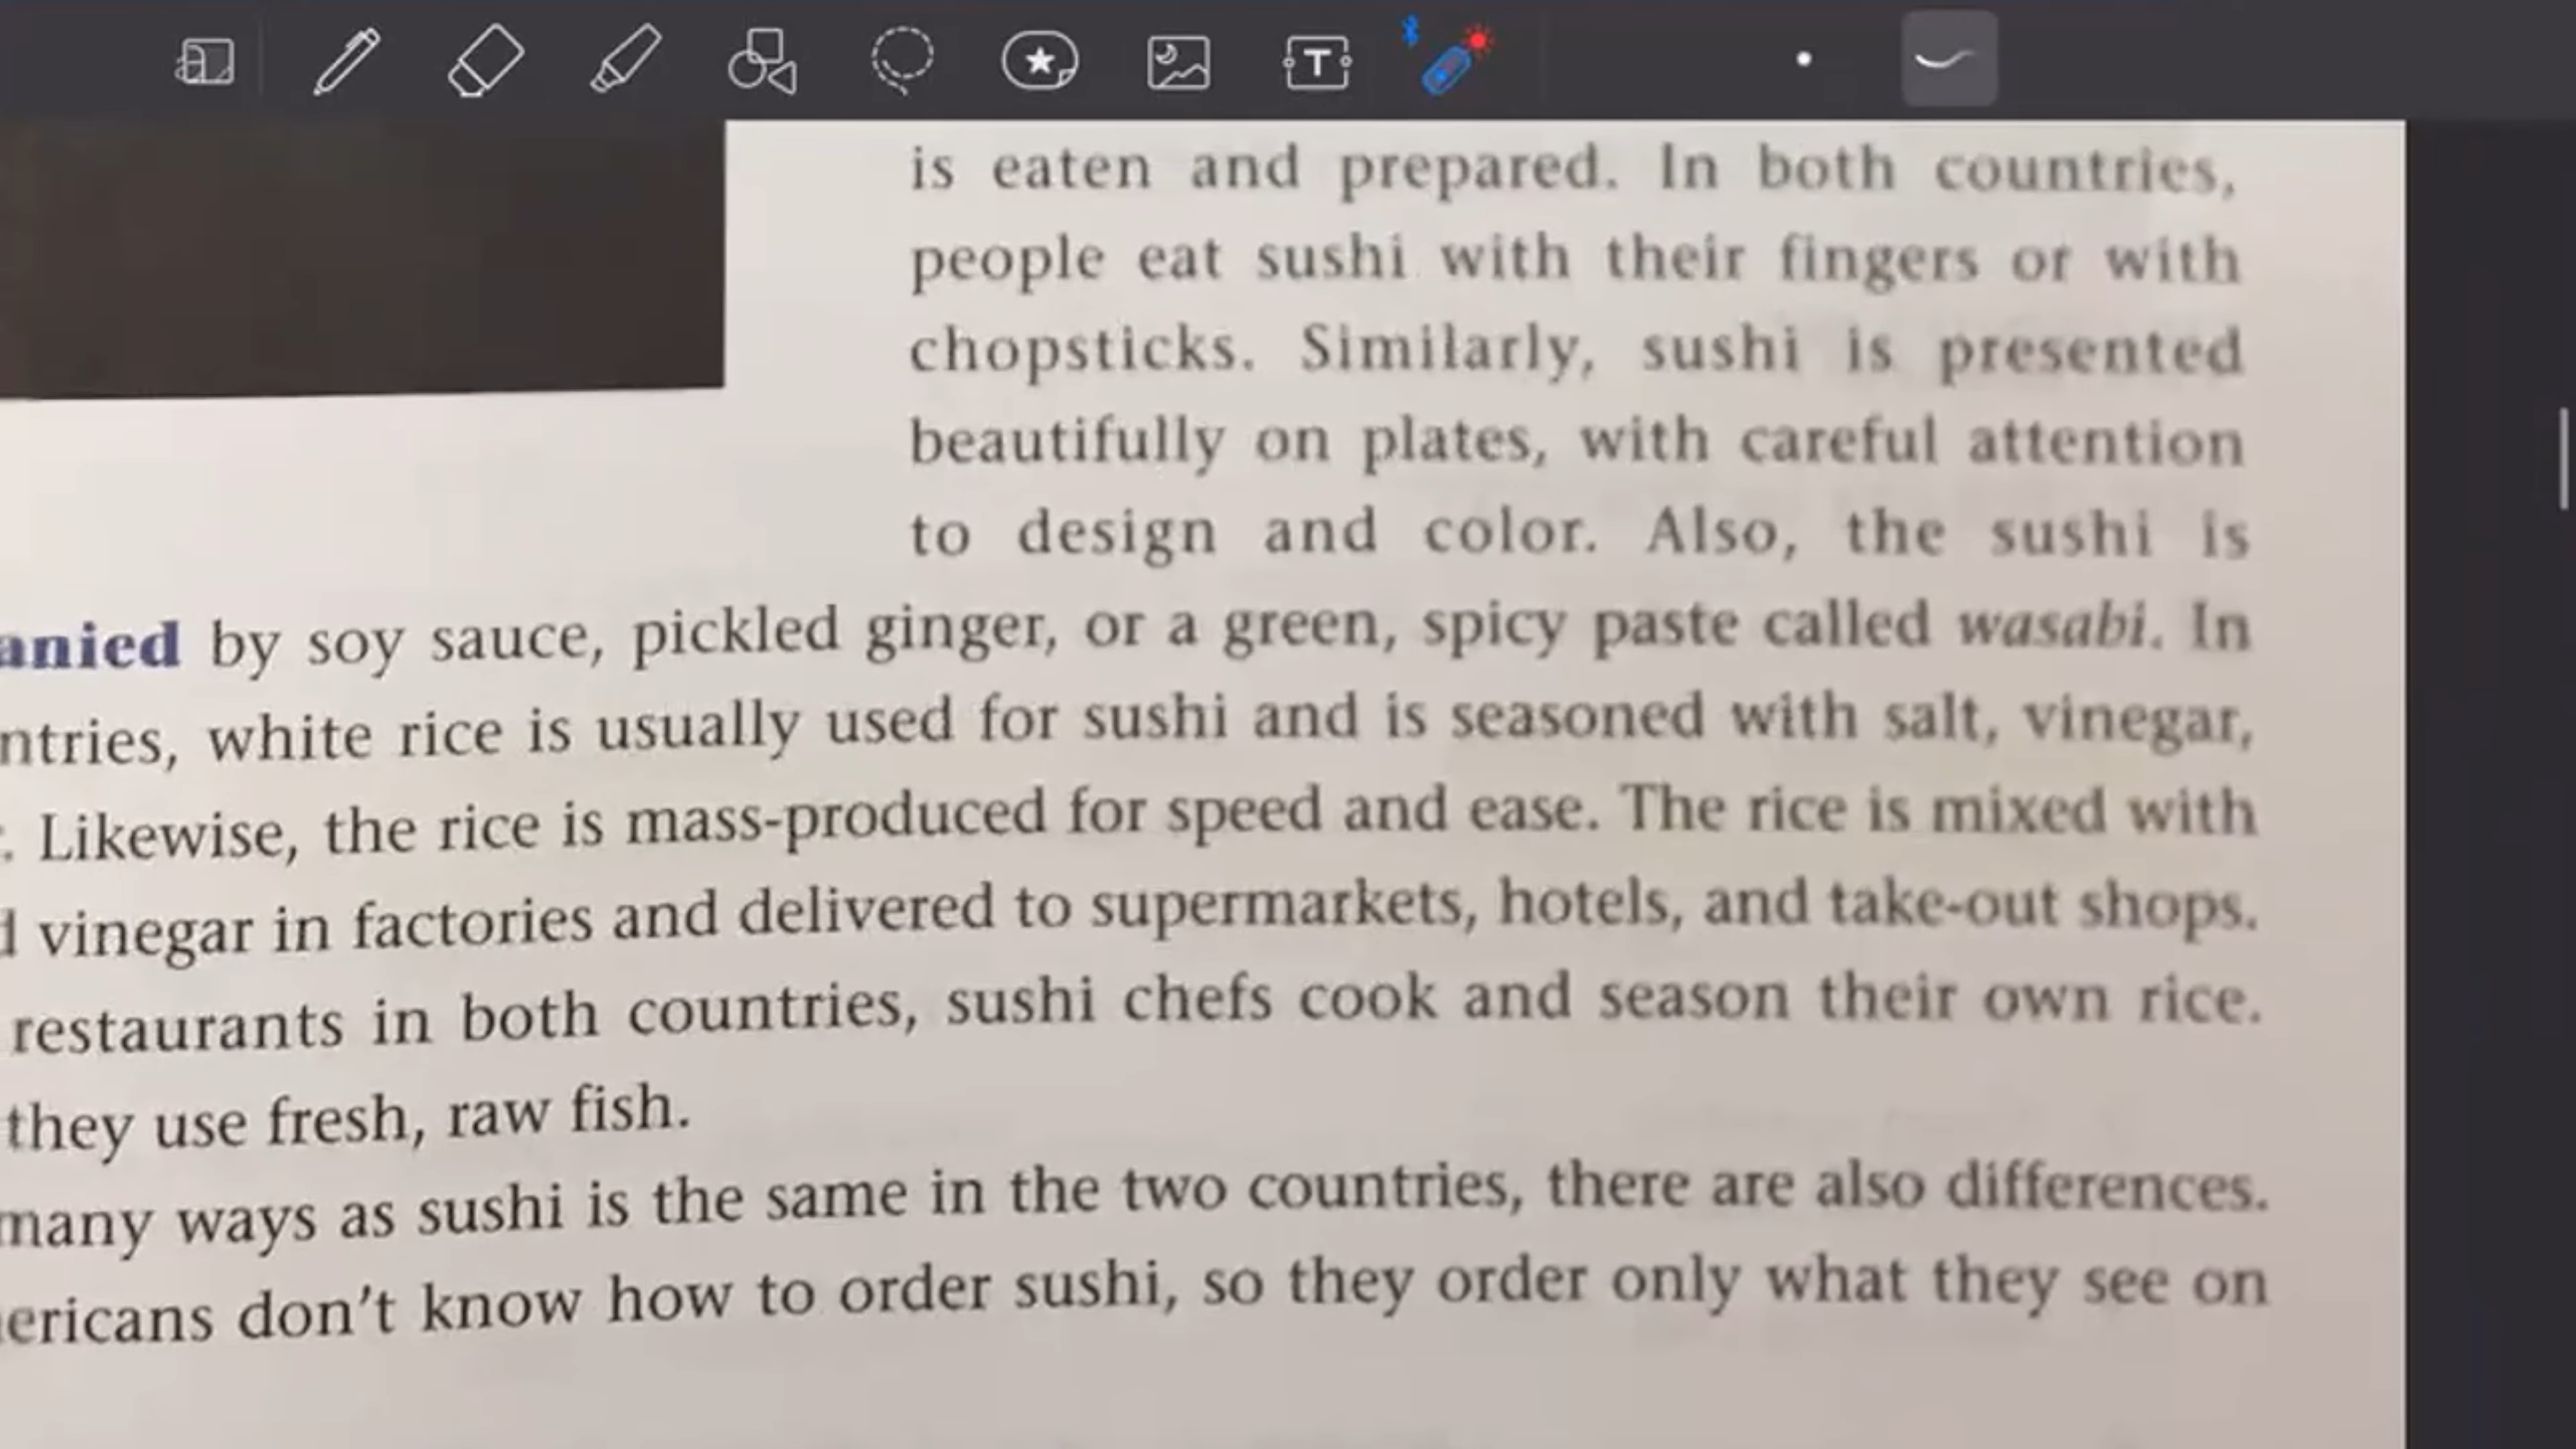 is eaten and prepared. In both countries,
people eat sushi with their fingers or with
chopsticks. Similarly, sushi is presented
beautifully on plates, with careful attention
to design and color. Also, the sushi is
anied by soy sauce, pickled ginger, or a green, spicy paste called wasabi. In
ntries, white rice is usually used for sushi and is seasoned with salt, vinegar,
. Likewise, the rice is mass-produced for speed and ease. The rice is mixed with
d vinegar in factories and delivered to supermarkets, hotels, and take-out shops.
restaurants in both countries, sushi chefs cook and season their own rice.
they use fresh, raw fish.
many ways as sushi is the same in the two countries, there are also differences.
ericans don't know how to order sushi, so they order only what they see on